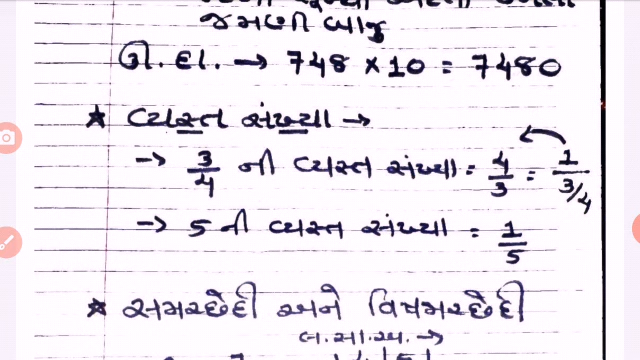 જમણી બાજુ
ઊ.દા. → 748 × 10 = 7480
★ વ્યસ્ત સંખ્યા →
→ 3/4 ની વ્યસ્ત સંખ્યા = 4/3 = 1/3/4
→ 5 ની વ્યસ્ત સંખ્યા = 1/5
★ સમચ્છેદી અને વિષમચ્છેદી
લ.સા.અ. →